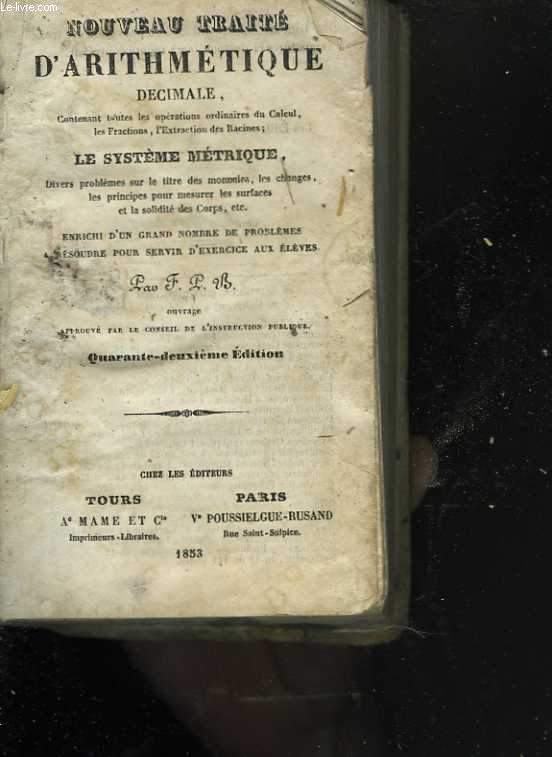 © Le-livre.com
NOUVEAU TRAITÉ
D'ARITHMÉTIQUE
DECIMALE,
Contenant toutes les opérations ordinaires du Calcul,
les Fractions, l'Extraction des Racines;
LE SYSTÈME MÉTRIQUE,
Divers problèmes sur le titre des monnaies, les changes,
les principes pour mesurer les surfaces
et la solidité des Corps, etc.
ENRICHI D'UN GRAND NOMBRE DE PROBLÈMES
A RÉSOUDRE POUR SERVIR D'EXERCICE AUX ÉLÈVES.
Par F. P. B.
ouvrage
APPROUVÉ PAR LE CONSEIL DE L'INSTRUCTION PUBLIQUE.
Quarante-deuxième Édition
CHEZ LES ÉDITEURS
TOURS
Ad MAME ET Cie
Imprimeurs-Libraires.
PARIS
Ve POUSSIELGUE-RUSAND
Rue Saint-Sulpice.
1853